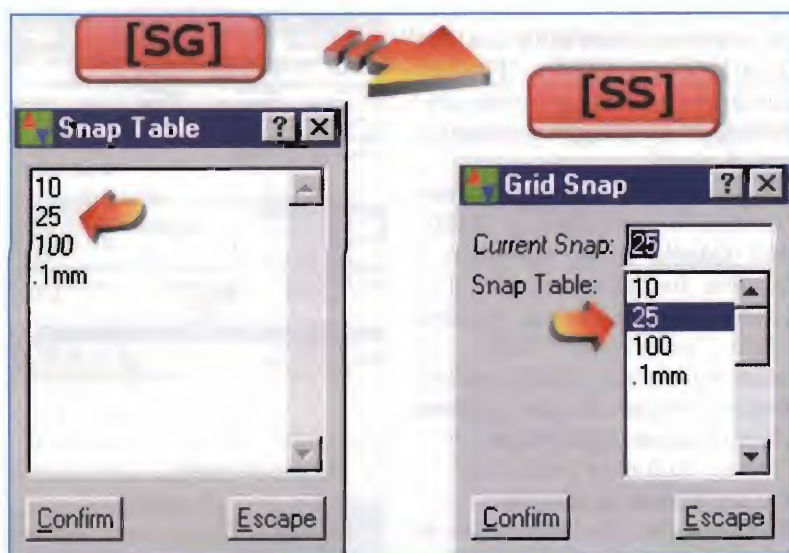 [SG]
[SS]
Snap Table ? X
10
25
100
.1mm
Confirm Escape
Grid Snap ? X
Current Snap: 25
Snap Table:
10
25
100
.1mm
Confirm Escape